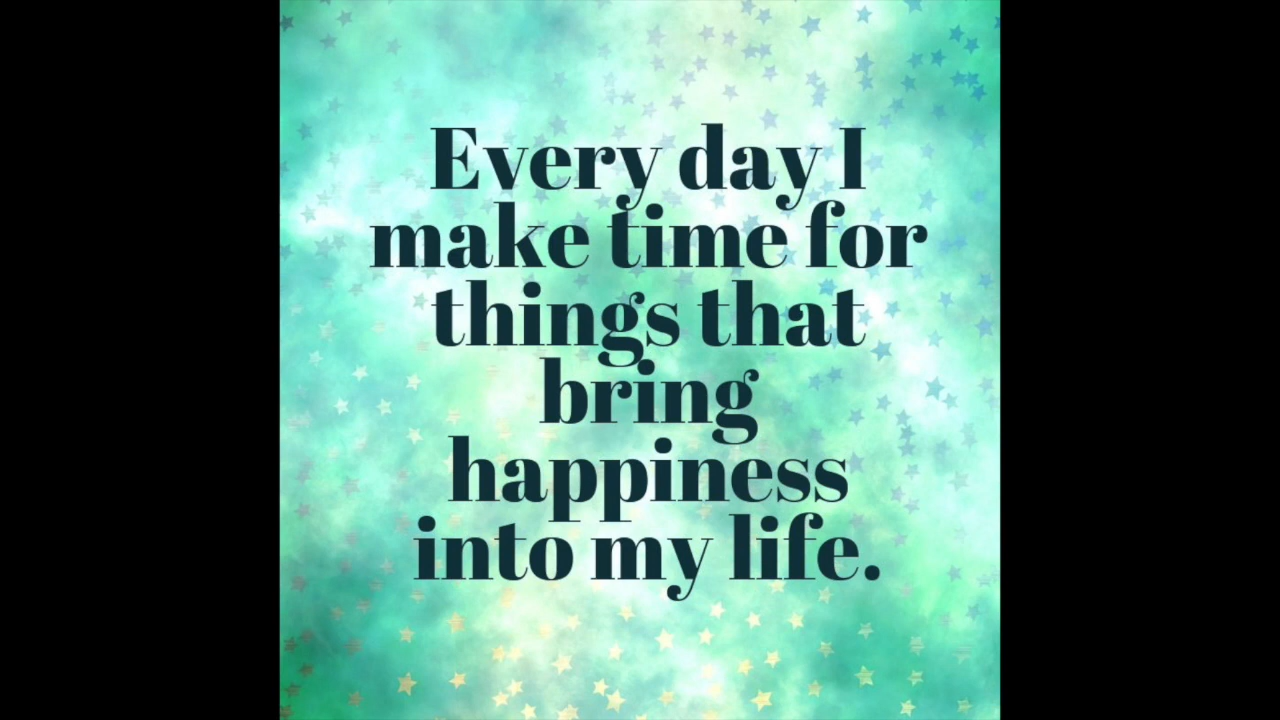 Every day I
make time for
things that
bring
happiness
into my life.